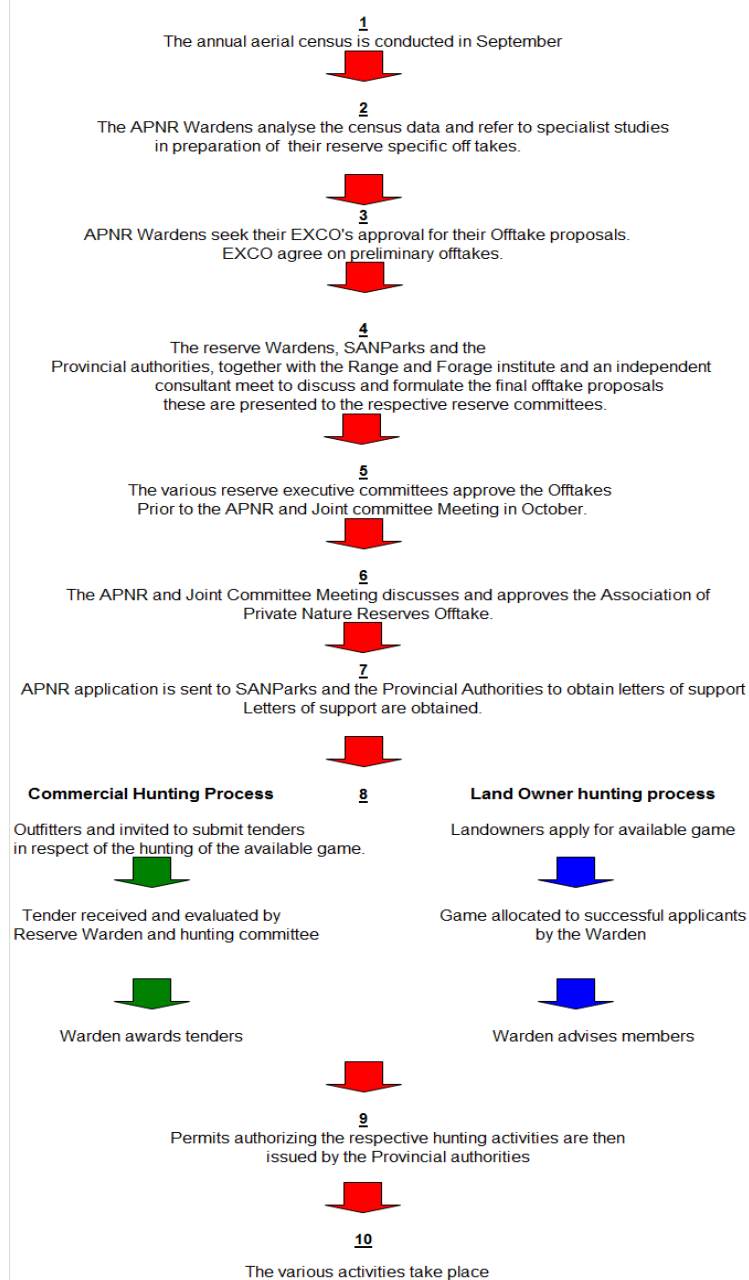 1
The annual aerial census is conducted in September
2
The APNR Wardens analyse the census data and refer to specialist studies
in preparation of their reserve specific off takes.
3
APNR Wardens seek their EXCO's approval for their Offtake proposals.
EXCO agree on preliminary offtakes.
4
The reserve Wardens, SANParks and the
Provincial authorities, together with the Range and Forage institute and an independent
consultant meet to discuss and formulate the final offtake proposals
these are presented to the respective reserve committees.
5
The various reserve executive committees approve the Offtakes
Prior to the APNR and Joint committee Meeting in October.
6
The APNR and Joint Committee Meeting discusses and approves the Association of
Private Nature Reserves Offtake.
7
APNR application is sent to SANParks and the Provincial Authorities to obtain letters of support
Letters of support are obtained.
8
Commercial Hunting Process
Outfitters and invited to submit tenders
in respect of the hunting of the available game.
Tender received and evaluated by
Reserve Warden and hunting committee
Warden awards tenders
Land Owner hunting process
Landowners apply for available game
Game allocated to successful applicants
by the Warden
Warden advises members
9
Permits authorizing the respective hunting activities are then
issued by the Provincial authorities
10
The various activities take place